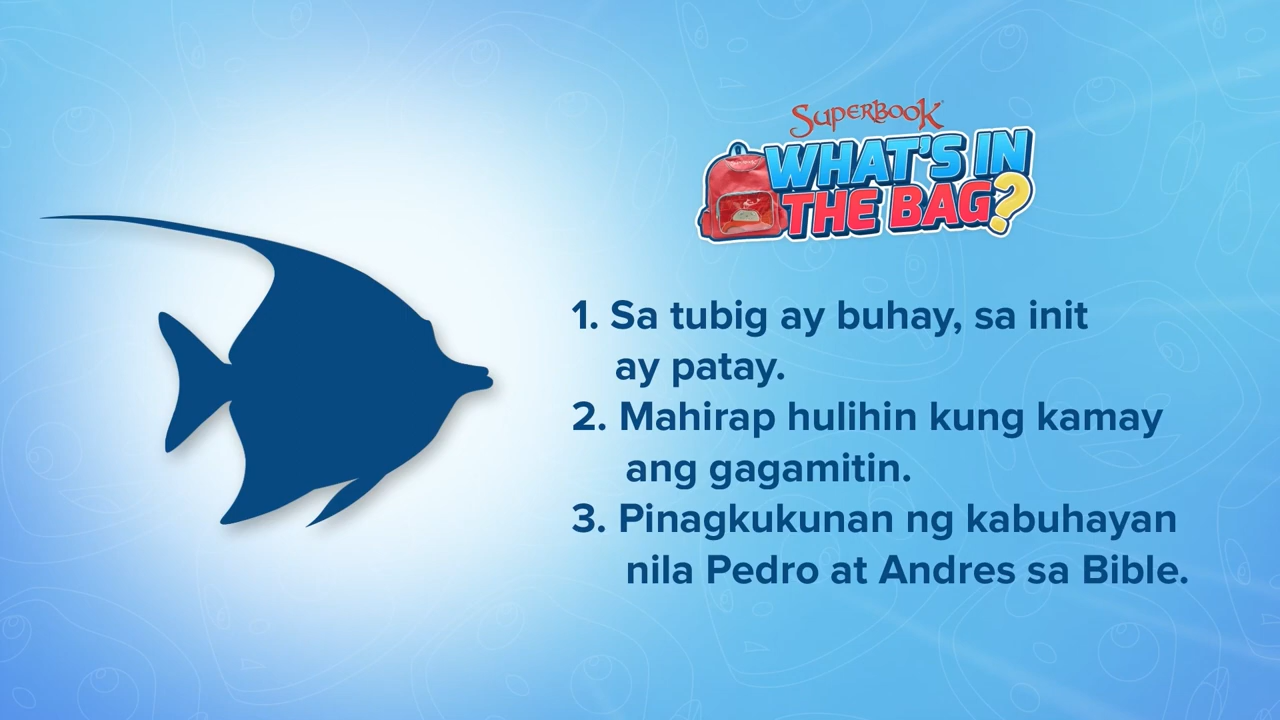 SUPERBOOK
WHAT'S IN
THE BAG?
1. Sa tubig ay buhay, sa init
ay patay.
2. Mahirap hulihin kung kamay
ang gagamitin.
3. Pinagkukunan ng kabuhayan
nila Pedro at Andres sa Bible.